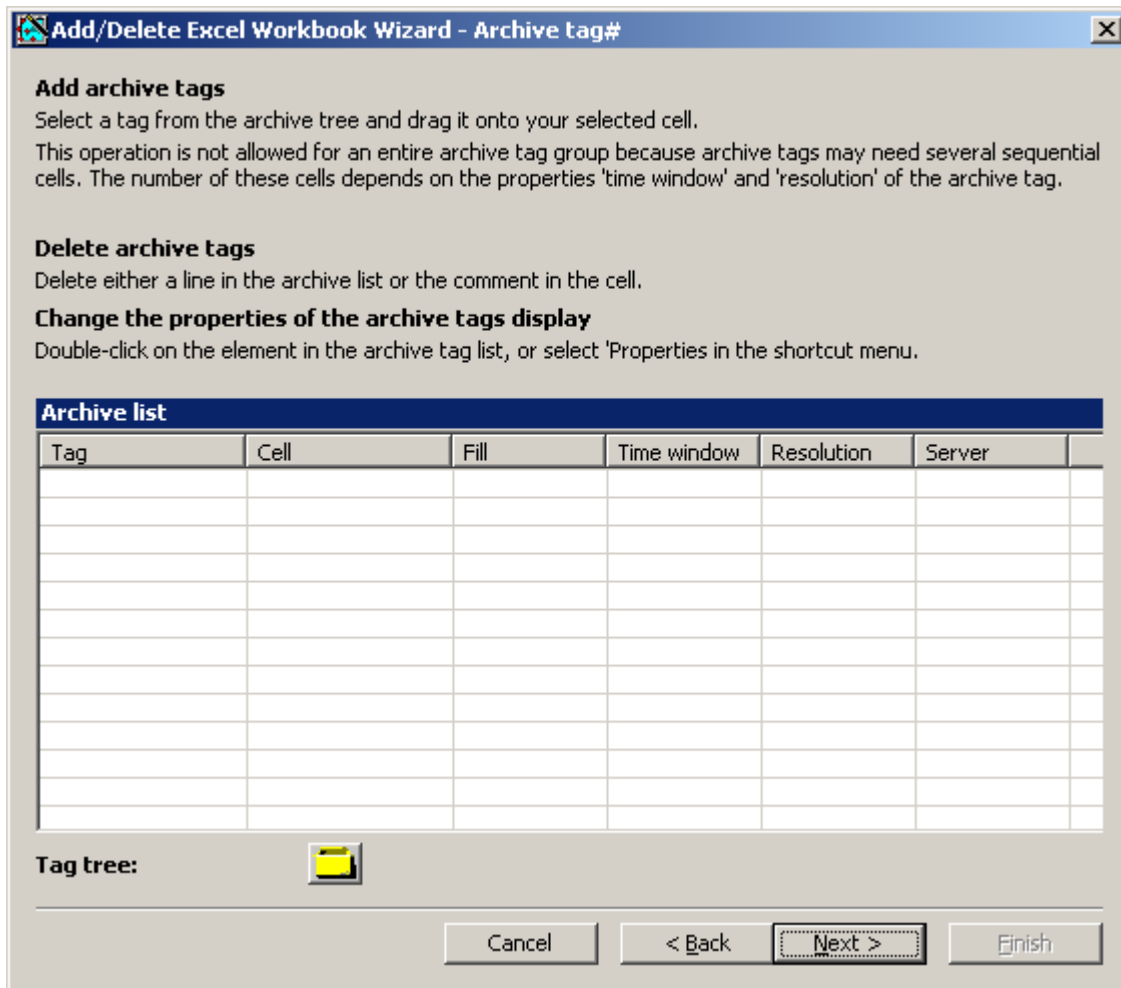 Add/Delete Excel Workbook Wizard - Archive tag#
Add archive tags
Select a tag from the archive tree and drag it onto your selected cell.
This operation is not allowed for an entire archive tag group because archive tags may need several sequential
cells. The number of these cells depends on the properties 'time window' and 'resolution' of the archive tag.
Delete archive tags
Delete either a line in the archive list or the comment in the cell.
Change the properties of the archive tags display
Double-click on the element in the archive tag list, or select 'Properties in the shortcut menu.
Archive list
Tag Cell Fill Time window Resolution Server
Tag tree:
Cancel < Back Next > Finish